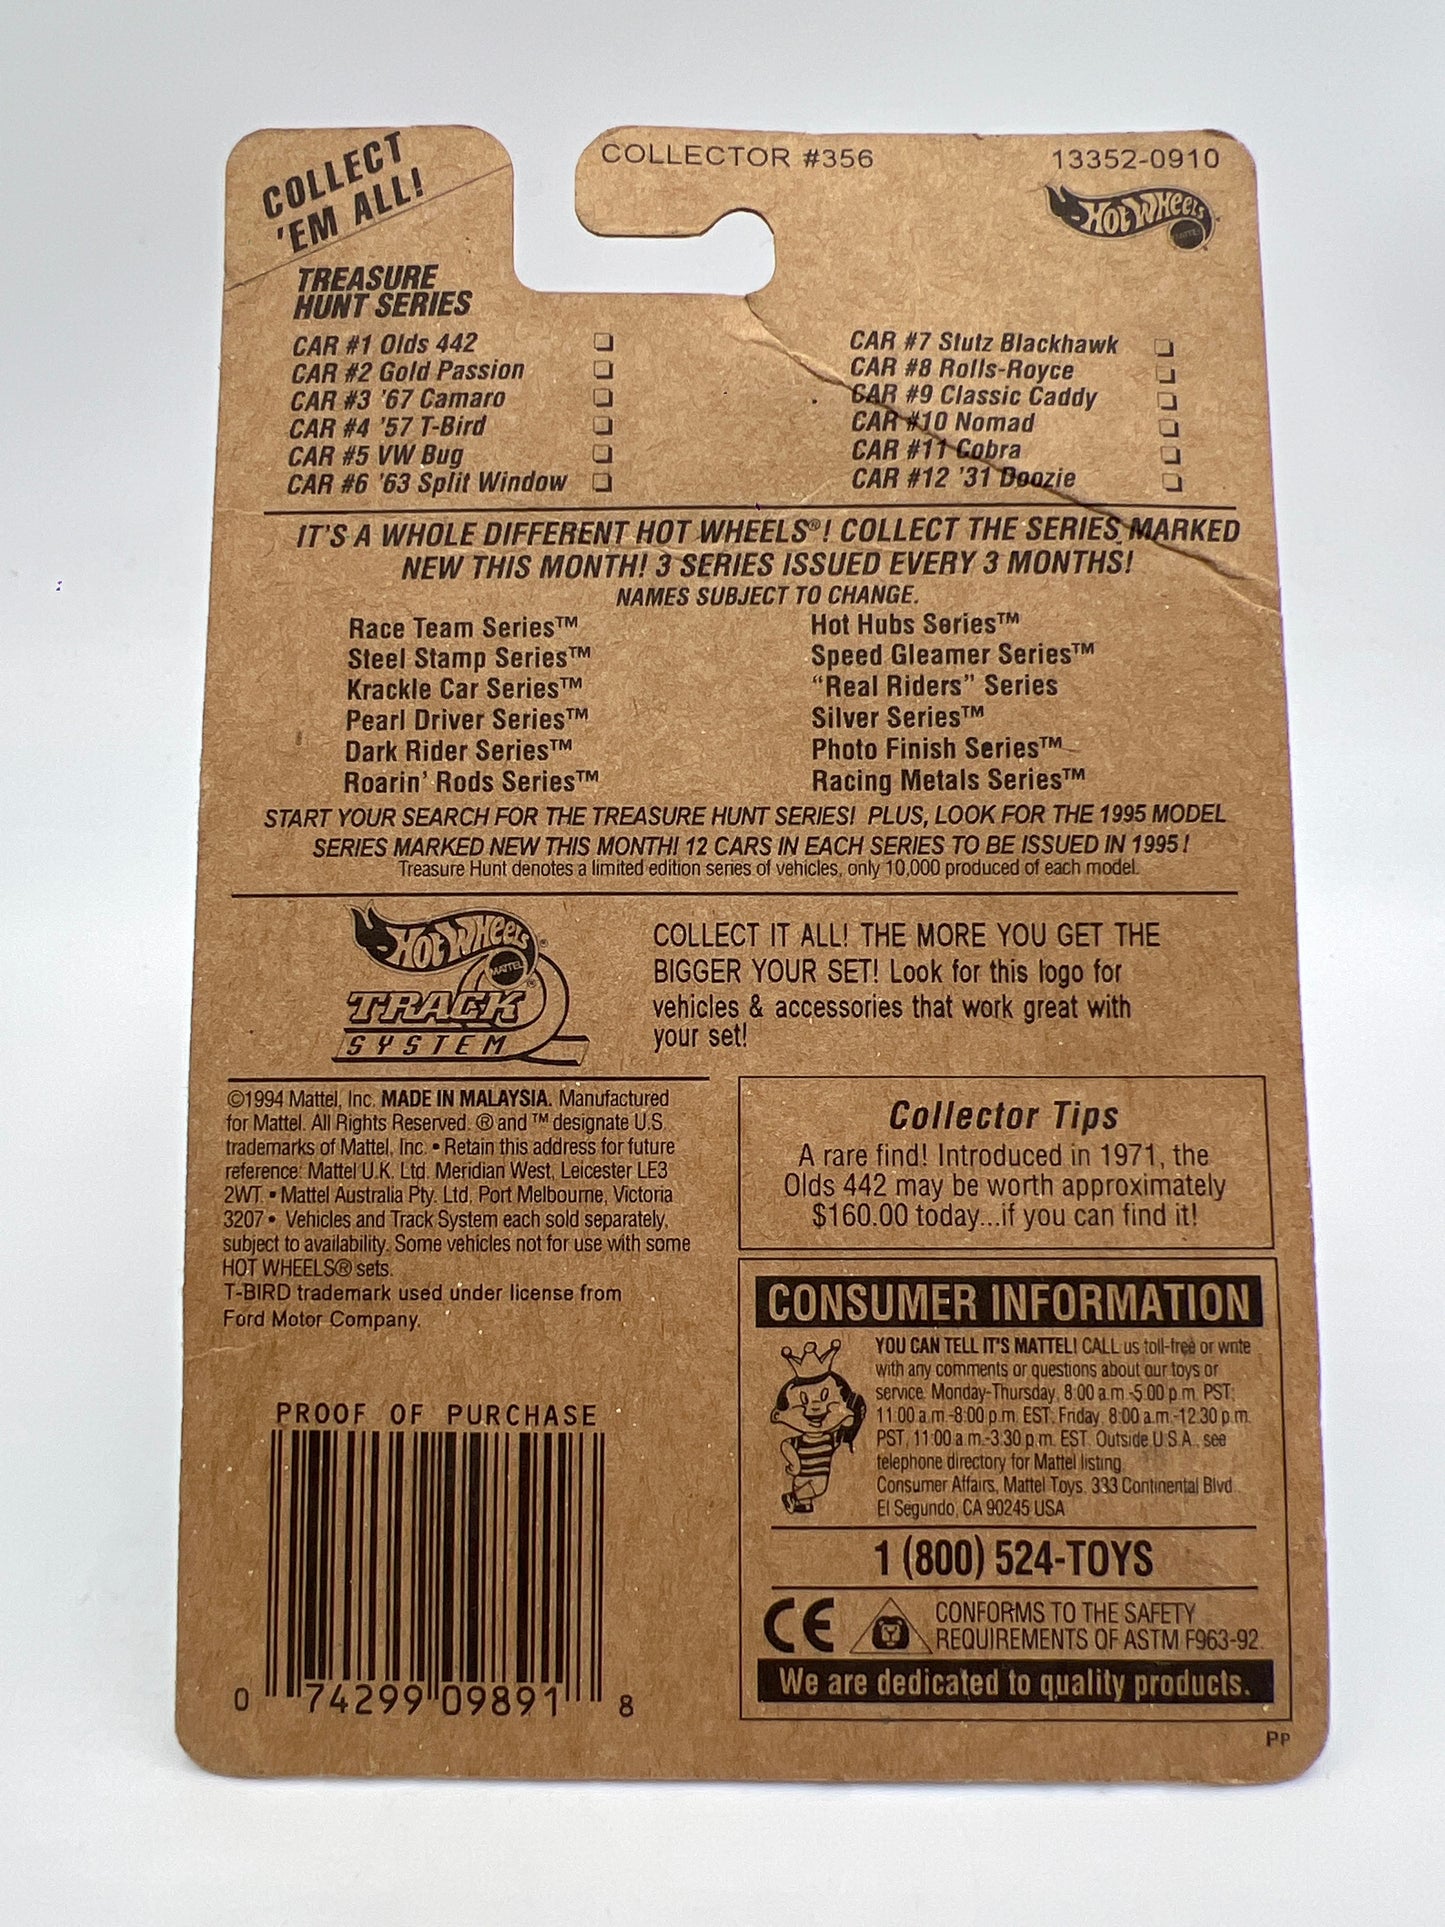 COLLECT
'EM ALL!
COLLECTOR #356
13352-0910
HOT WHEELS
MATTEL
TREASURE
HUNT SERIES
CAR #1 Olds 442
CAR #2 Gold Passion
CAR #3 '67 Camaro
CAR #4 '57 T-Bird
CAR #5 VW Bug
CAR #6 '63 Split Window
CAR #7 Stutz Blackhawk
CAR #8 Rolls-Royce
CAR #9 Classic Caddy
CAR #10 Nomad
CAR #11 Cobra
CAR #12 '31 Doozie
IT'S A WHOLE DIFFERENT HOT WHEELS®! COLLECT THE SERIES MARKED
NEW THIS MONTH! 3 SERIES ISSUED EVERY 3 MONTHS!
NAMES SUBJECT TO CHANGE.
Race Team Series™
Steel Stamp Series™
Krackle Car Series™
Pearl Driver Series™
Dark Rider Series™
Roarin' Rods Series™
Hot Hubs Series™
Speed Gleamer Series™
"Real Riders" Series
Silver Series™
Photo Finish Series™
Racing Metals Series™
START YOUR SEARCH FOR THE TREASURE HUNT SERIES! PLUS, LOOK FOR THE 1995 MODEL
SERIES MARKED NEW THIS MONTH! 12 CARS IN EACH SERIES TO BE ISSUED IN 1995!
Treasure Hunt denotes a limited edition series of vehicles, only 10,000 produced of each model.
HOT WHEELS®
MATTEL
TRACK®
SYSTEM
COLLECT IT ALL! THE MORE YOU GET THE
BIGGER YOUR SET! Look for this logo for
vehicles & accessories that work great with
your set!
©1994 Mattel, Inc. MADE IN MALAYSIA. Manufactured
for Mattel. All Rights Reserved. ® and ™ designate U.S.
trademarks of Mattel, Inc. • Retain this address for future
reference: Mattel U.K. Ltd. Meridian West, Leicester LE3
2WT. • Mattel Australia Pty. Ltd, Port Melbourne, Victoria
3207 • Vehicles and Track System each sold separately,
subject to availability. Some vehicles not for use with some
HOT WHEELS® sets.
T-BIRD trademark used under license from
Ford Motor Company.
Collector Tips
A rare find! Introduced in 1971, the
Olds 442 may be worth approximately
$160.00 today...if you can find it!
CONSUMER INFORMATION
YOU CAN TELL IT'S MATTEL! CALL us toll-free or write
with any comments or questions about our toys or
service. Monday-Thursday, 8:00 a.m.-5:00 p.m. PST;
11:00 a.m.-8:00 p.m. EST. Friday, 8:00 a.m.-12:30 p.m.
PST, 11:00 a.m.-3:30 p.m. EST. Outside U.S.A., see
telephone directory for Mattel listing.
Consumer Affairs, Mattel Toys, 333 Continental Blvd.
El Segundo, CA 90245 USA
1 (800) 524-TOYS
CE
CONFORMS TO THE SAFETY
REQUIREMENTS OF ASTM F963-92.
We are dedicated to quality products.
PROOF OF PURCHASE
0 74299 09891 8
PP